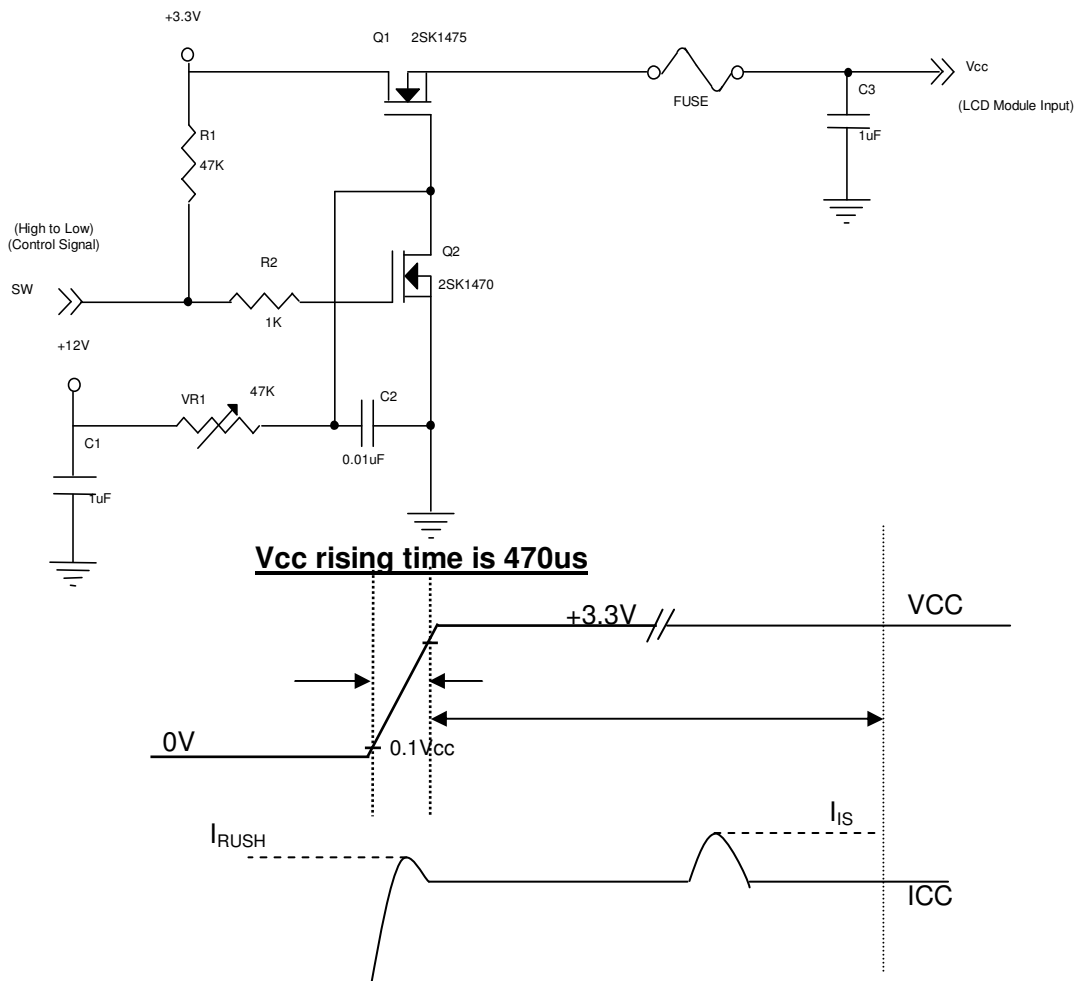 +3.3V
Q1 2SK1475
Vcc
FUSE
C3
(LCD Module Input)
1uF
R1
47K
(High to Low)
(Control Signal)
SW
R2
1K
Q2
2SK1470
+12V
VR1
47K
C2
0.01uF
C1
1uF
Vcc rising time is 470us
+3.3V
VCC
0V
0.1Vcc
IRUSH
IIS
ICC